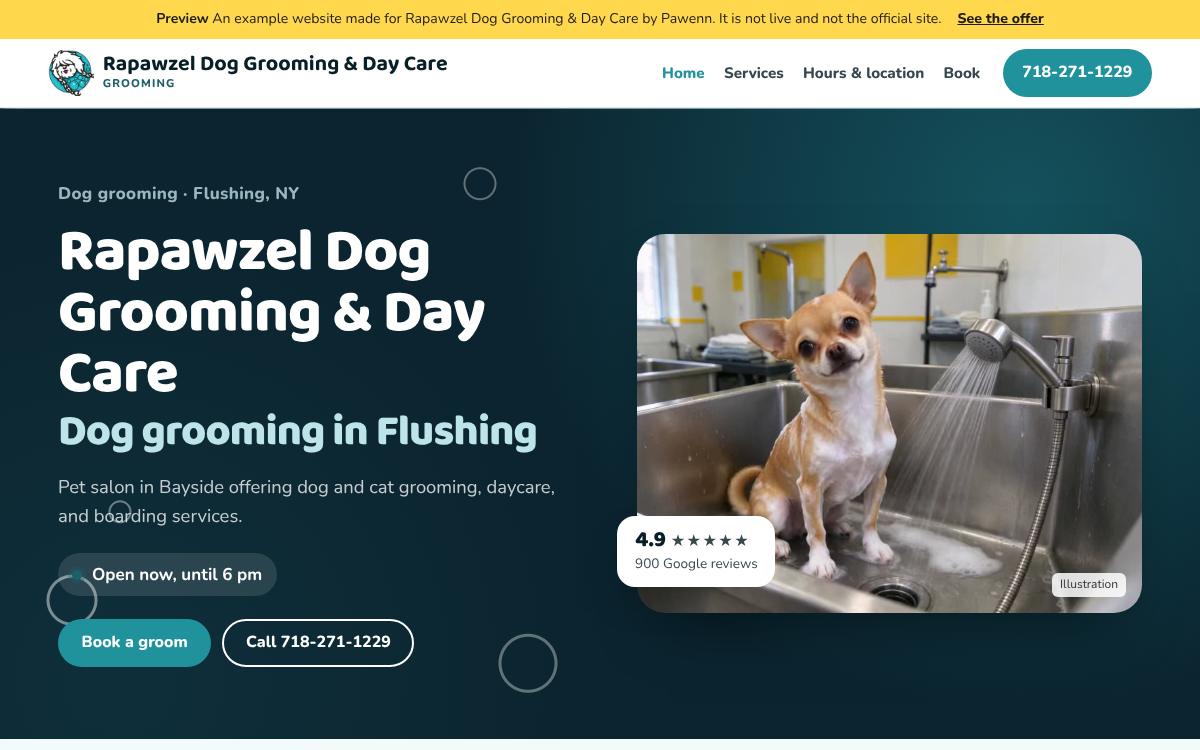 Preview An example website made for Rapawzel Dog Grooming & Day Care by Pawenn. It is not live and not the official site. See the offer
Rapawzel Dog Grooming & Day Care
GROOMING
Home Services Hours & location Book 718-271-1229
Dog grooming · Flushing, NY
Rapawzel Dog
Grooming & Day
Care
Dog grooming in Flushing
Pet salon in Bayside offering dog and cat grooming, daycare,
and boarding services.
Open now, until 6 pm
Book a groom Call 718-271-1229
4.9 ★★★★★
900 Google reviews
Illustration